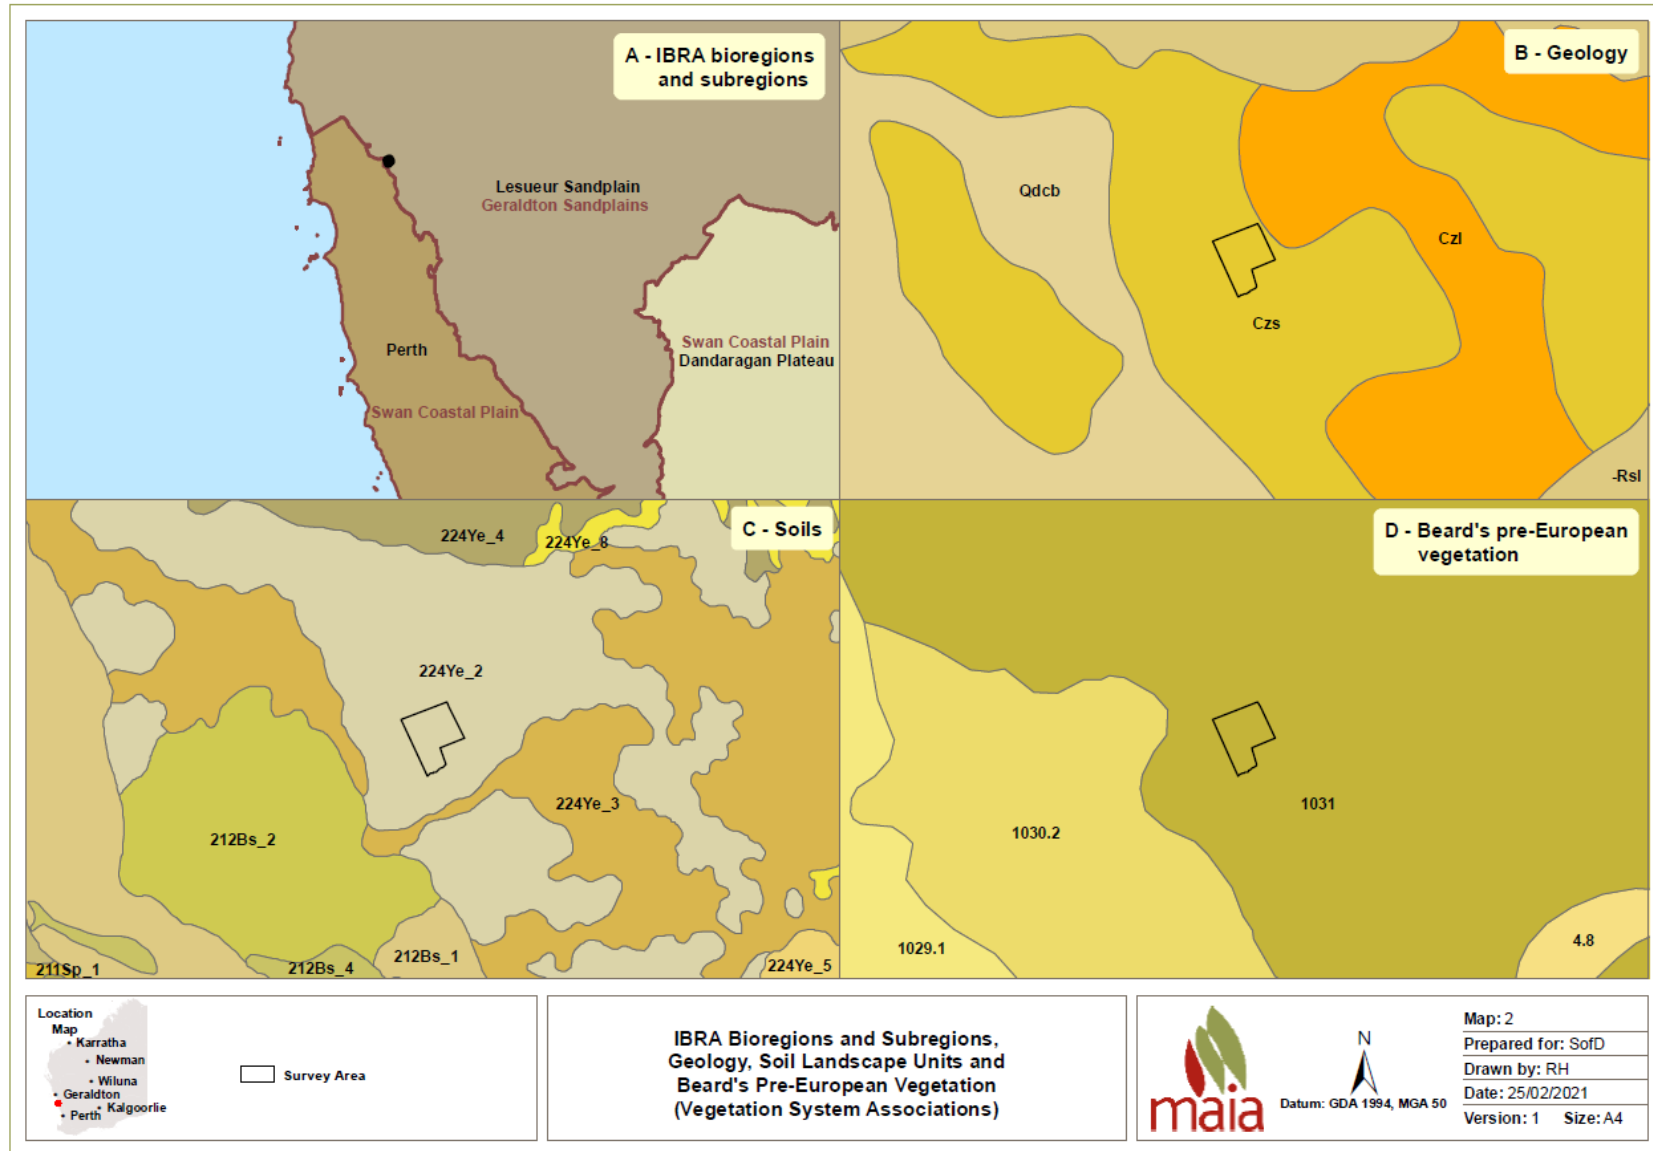 A - IBRA bioregions
and subregions
Lesueur Sandplain
Geraldton Sandplains
Perth
Swan Coastal Plain
Swan Coastal Plain
Dandaragan Plateau
B - Geology
Qdcb
Czl
Czs
-Rsl
C - Soils
224Ye_4
224Ye_8
224Ye_2
224Ye_3
212Bs_2
212Bs_1
211Sp_1
212Bs_4
224Ye_5
D - Beard's pre-European
vegetation
1031
1030.2
1029.1
4.8
Location
Map
Karratha
Newman
Wiluna
Geraldton
Kalgoorlie
Perth
Survey Area
IBRA Bioregions and Subregions,
Geology, Soil Landscape Units and
Beard's Pre-European Vegetation
(Vegetation System Associations)
maia
N
Datum: GDA 1994, MGA 50
Map: 2
Prepared for: SofD
Drawn by: RH
Date: 25/02/2021
Version: 1 Size: A4